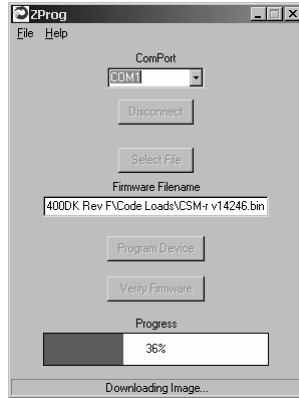 ZProg
File Help
ComPort
COM1
Disconnect
Select File
Firmware Filename
400DK Rev F\Code Loads\CSM-r v14246.bin
Program Device
Verify Firmware
Progress
36%
Downloading Image...